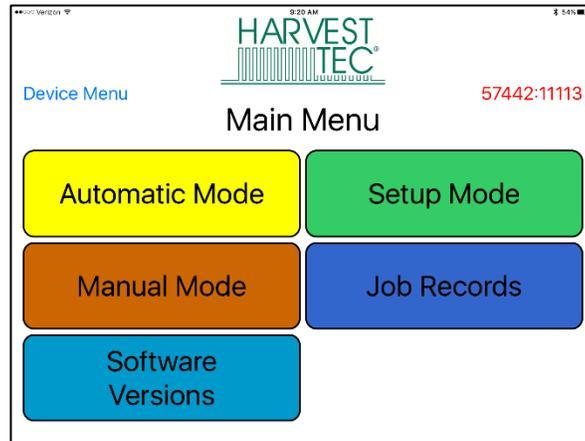 Verizon 9:20 AM 54%
HARVEST
TEC®
Device Menu 57442:11113
Main Menu
Automatic Mode Setup Mode
Manual Mode Job Records
Software
Versions